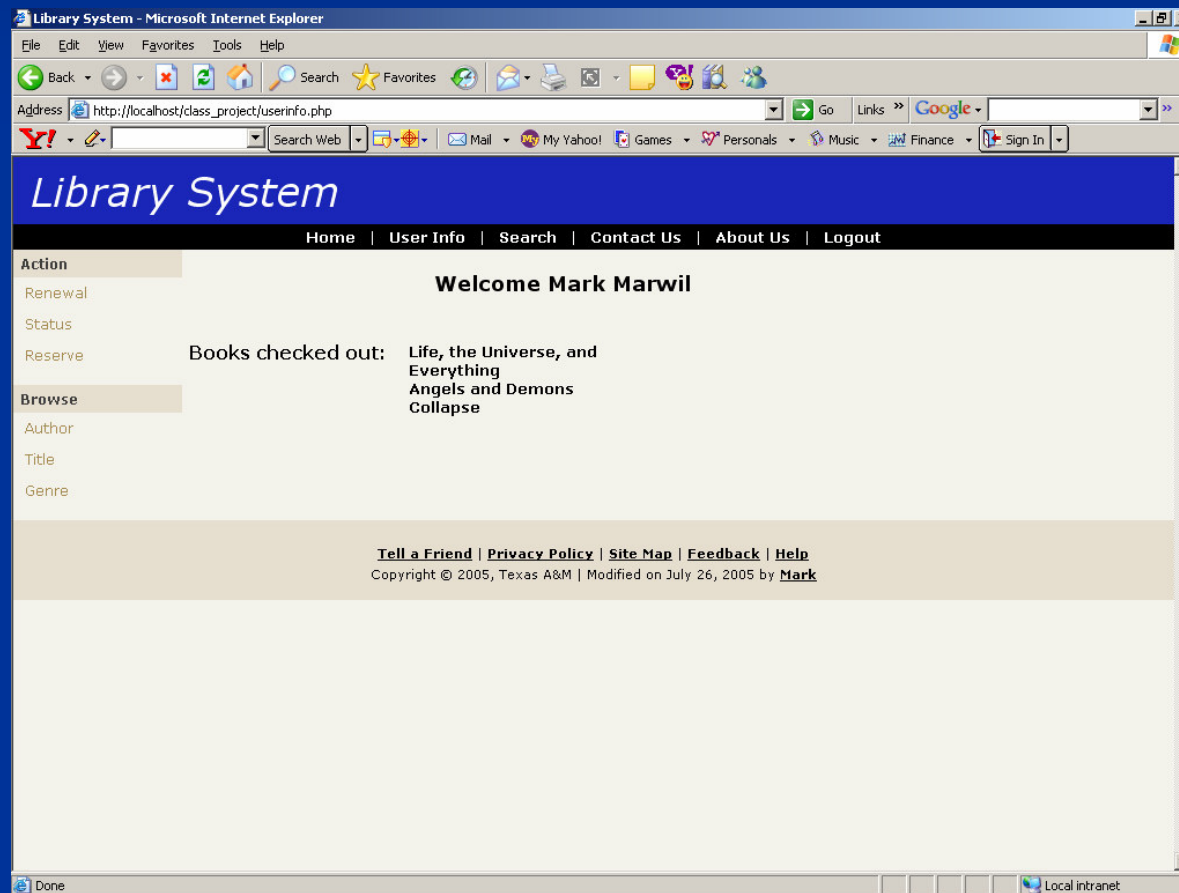 Library System - Microsoft Internet Explorer
File Edit View Favorites Tools Help
Back Search Favorites
Address http://localhost/class_project/userinfo.php Go Links » Google
Y! Search Web Mail My Yahoo! Games Personals Music Finance Sign In
Library System
Home | User Info | Search | Contact Us | About Us | Logout
Action
Welcome Mark Marwil
Renewal
Status
Reserve
Books checked out: Life, the Universe, and
Everything
Angels and Demons
Collapse
Browse
Author
Title
Genre
Tell a Friend | Privacy Policy | Site Map | Feedback | Help
Copyright © 2005, Texas A&M | Modified on July 26, 2005 by Mark
Done Local intranet